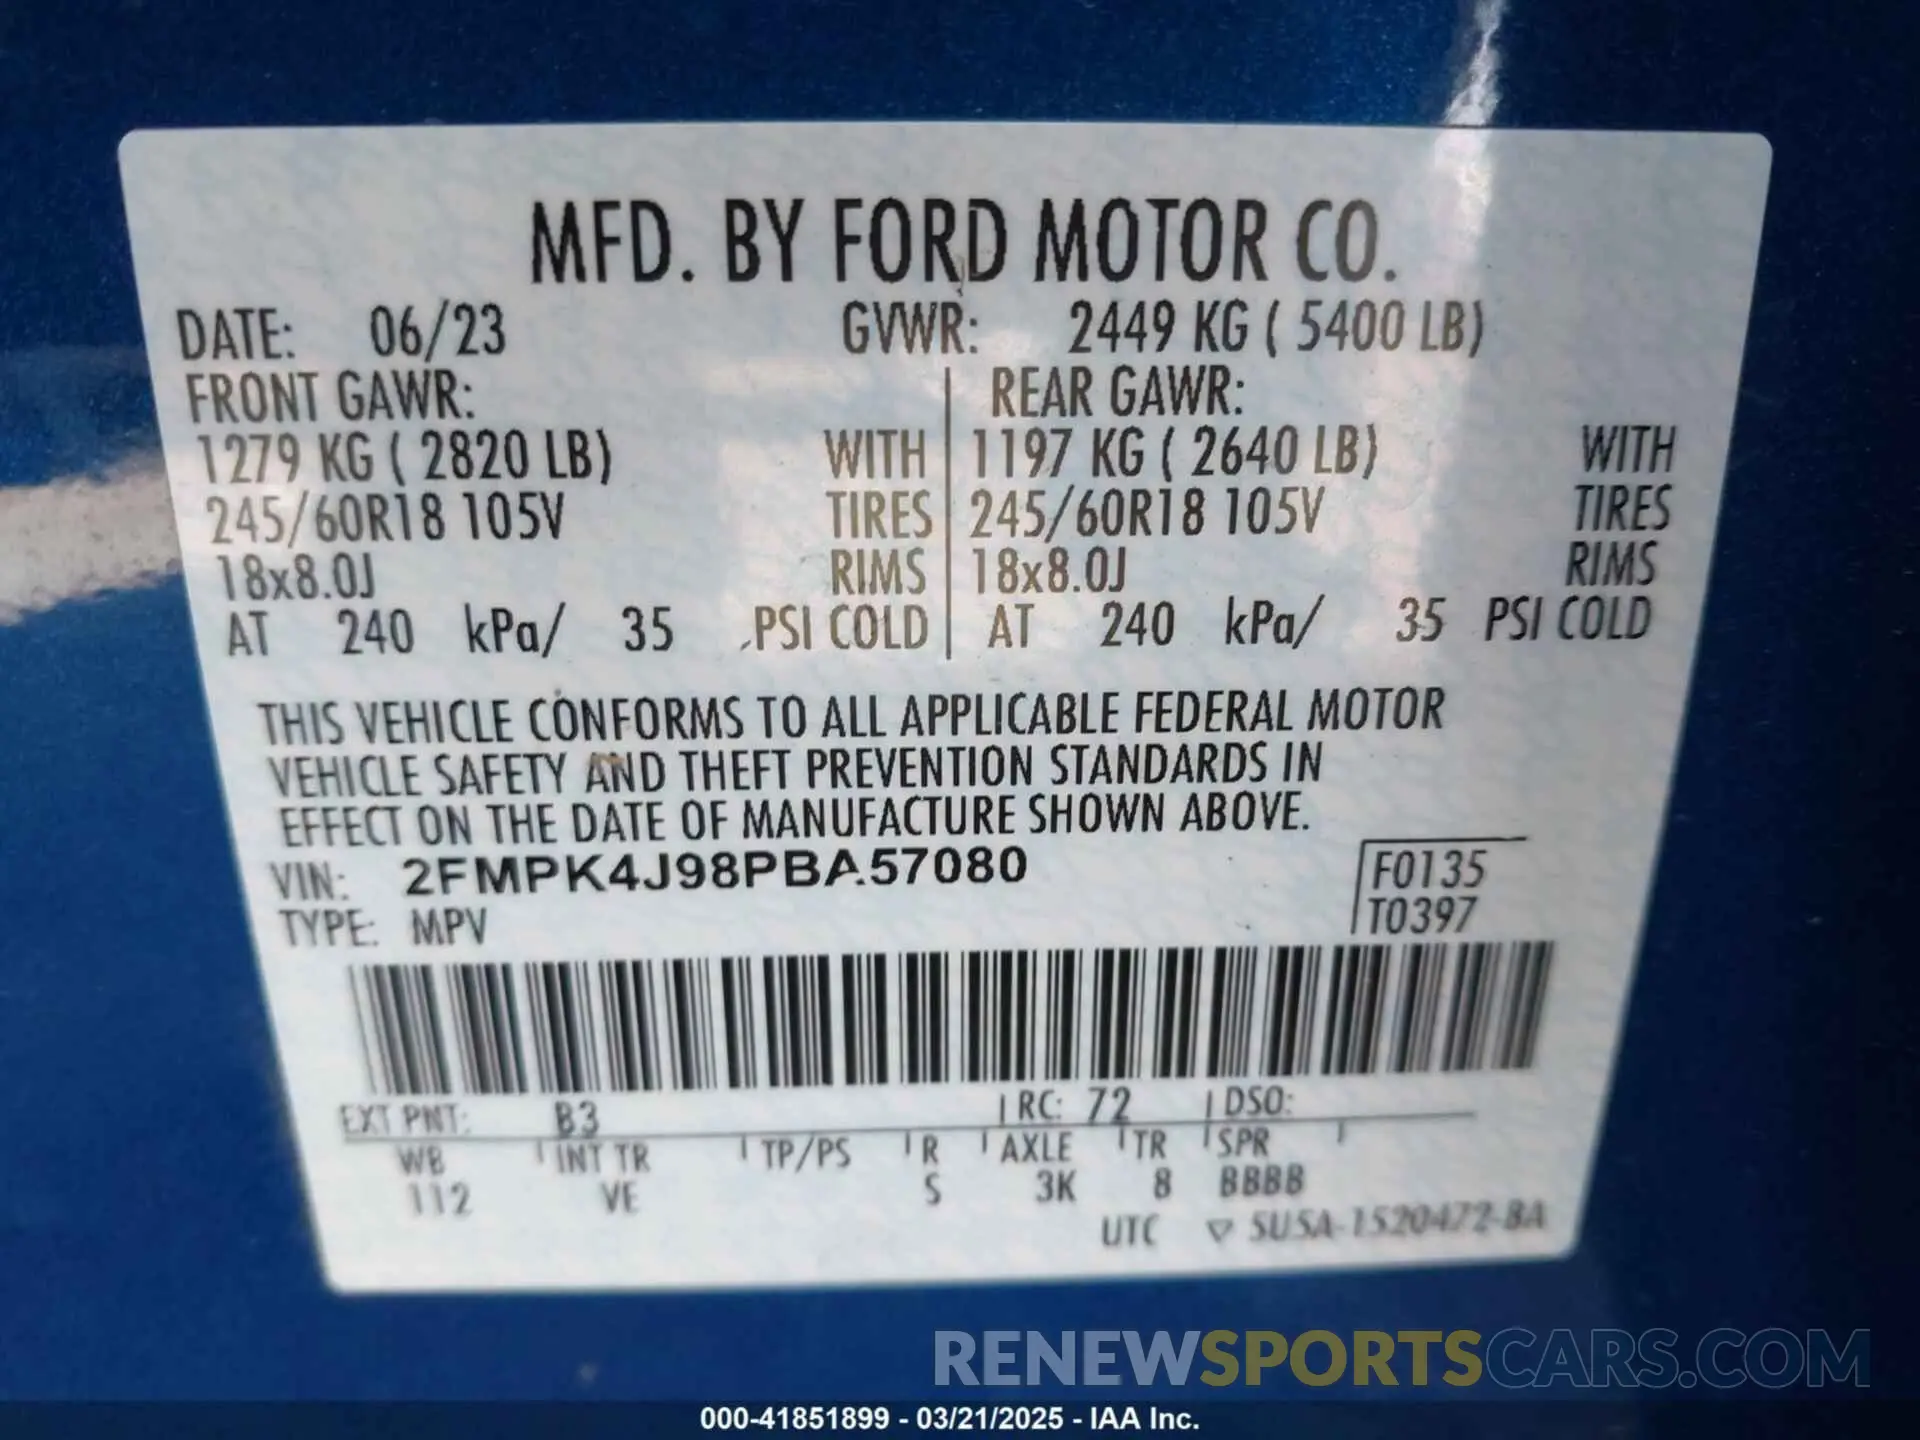 MFD. BY FORD MOTOR CO.
DATE: 06/23 GVWR: 2449 KG ( 5400 LB)
FRONT GAWR: REAR GAWR:
1279 KG ( 2820 LB) WITH 1197 KG ( 2640 LB) WITH
245/60R18 105V TIRES 245/60R18 105V TIRES
18x8.0J RIMS 18x8.0J RIMS
AT 240 kPa/ 35 PSI COLD AT 240 kPa/ 35 PSI COLD
THIS VEHICLE CONFORMS TO ALL APPLICABLE FEDERAL MOTOR
VEHICLE SAFETY AND THEFT PREVENTION STANDARDS IN
EFFECT ON THE DATE OF MANUFACTURE SHOWN ABOVE.
VIN: 2FMPK4J98PBA57080 F0135
TYPE: MPV T0397
EXT PNT: B3 RC: 72 DSO:
WB INT TR TP/PS R AXLE TR SPR
112 VE S 3K 8 BBBB
UTC ▽ 5U5A-1520472-BA
RENEWSPORTSCARS.COM
000-41851899 - 03/21/2025 - IAA Inc.